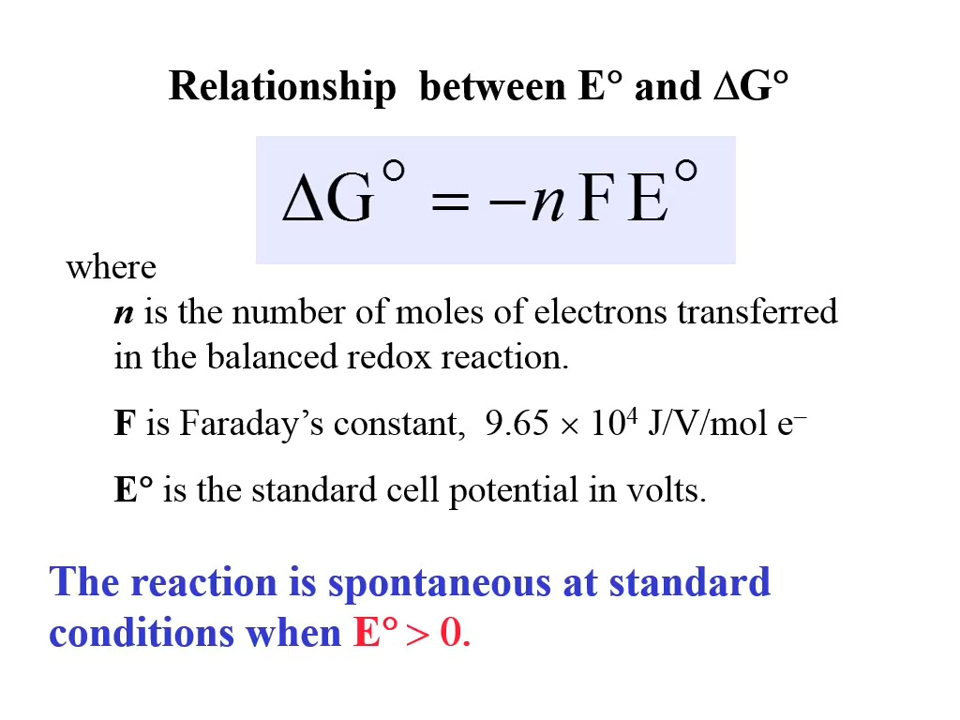 Relationship between E° and ΔG°
ΔG° = −n F E°
where
n is the number of moles of electrons transferred
in the balanced redox reaction.
F is Faraday’s constant, 9.65 × 10⁴ J/V/mol e⁻
E° is the standard cell potential in volts.
The reaction is spontaneous at standard
conditions when E° > 0.